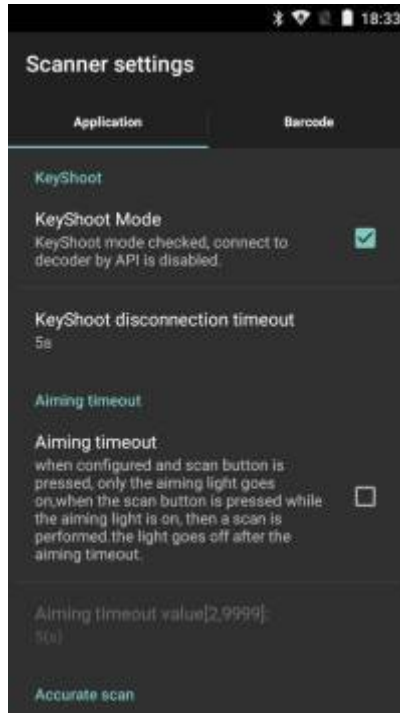 18:33
Scanner settings
Application
Barcode
KeyShoot
KeyShoot Mode
KeyShoot mode checked, connect to
decoder by API is disabled.
KeyShoot disconnection timeout
5s
Aiming timeout
Aiming timeout
when configured and scan button is
pressed, only the aiming light goes
on,when the scan button is pressed while
the aiming light is on, then a scan is
performed.the light goes off after the
aiming timeout.
Aiming timeout value[2,9999]:
5(s)
Accurate scan